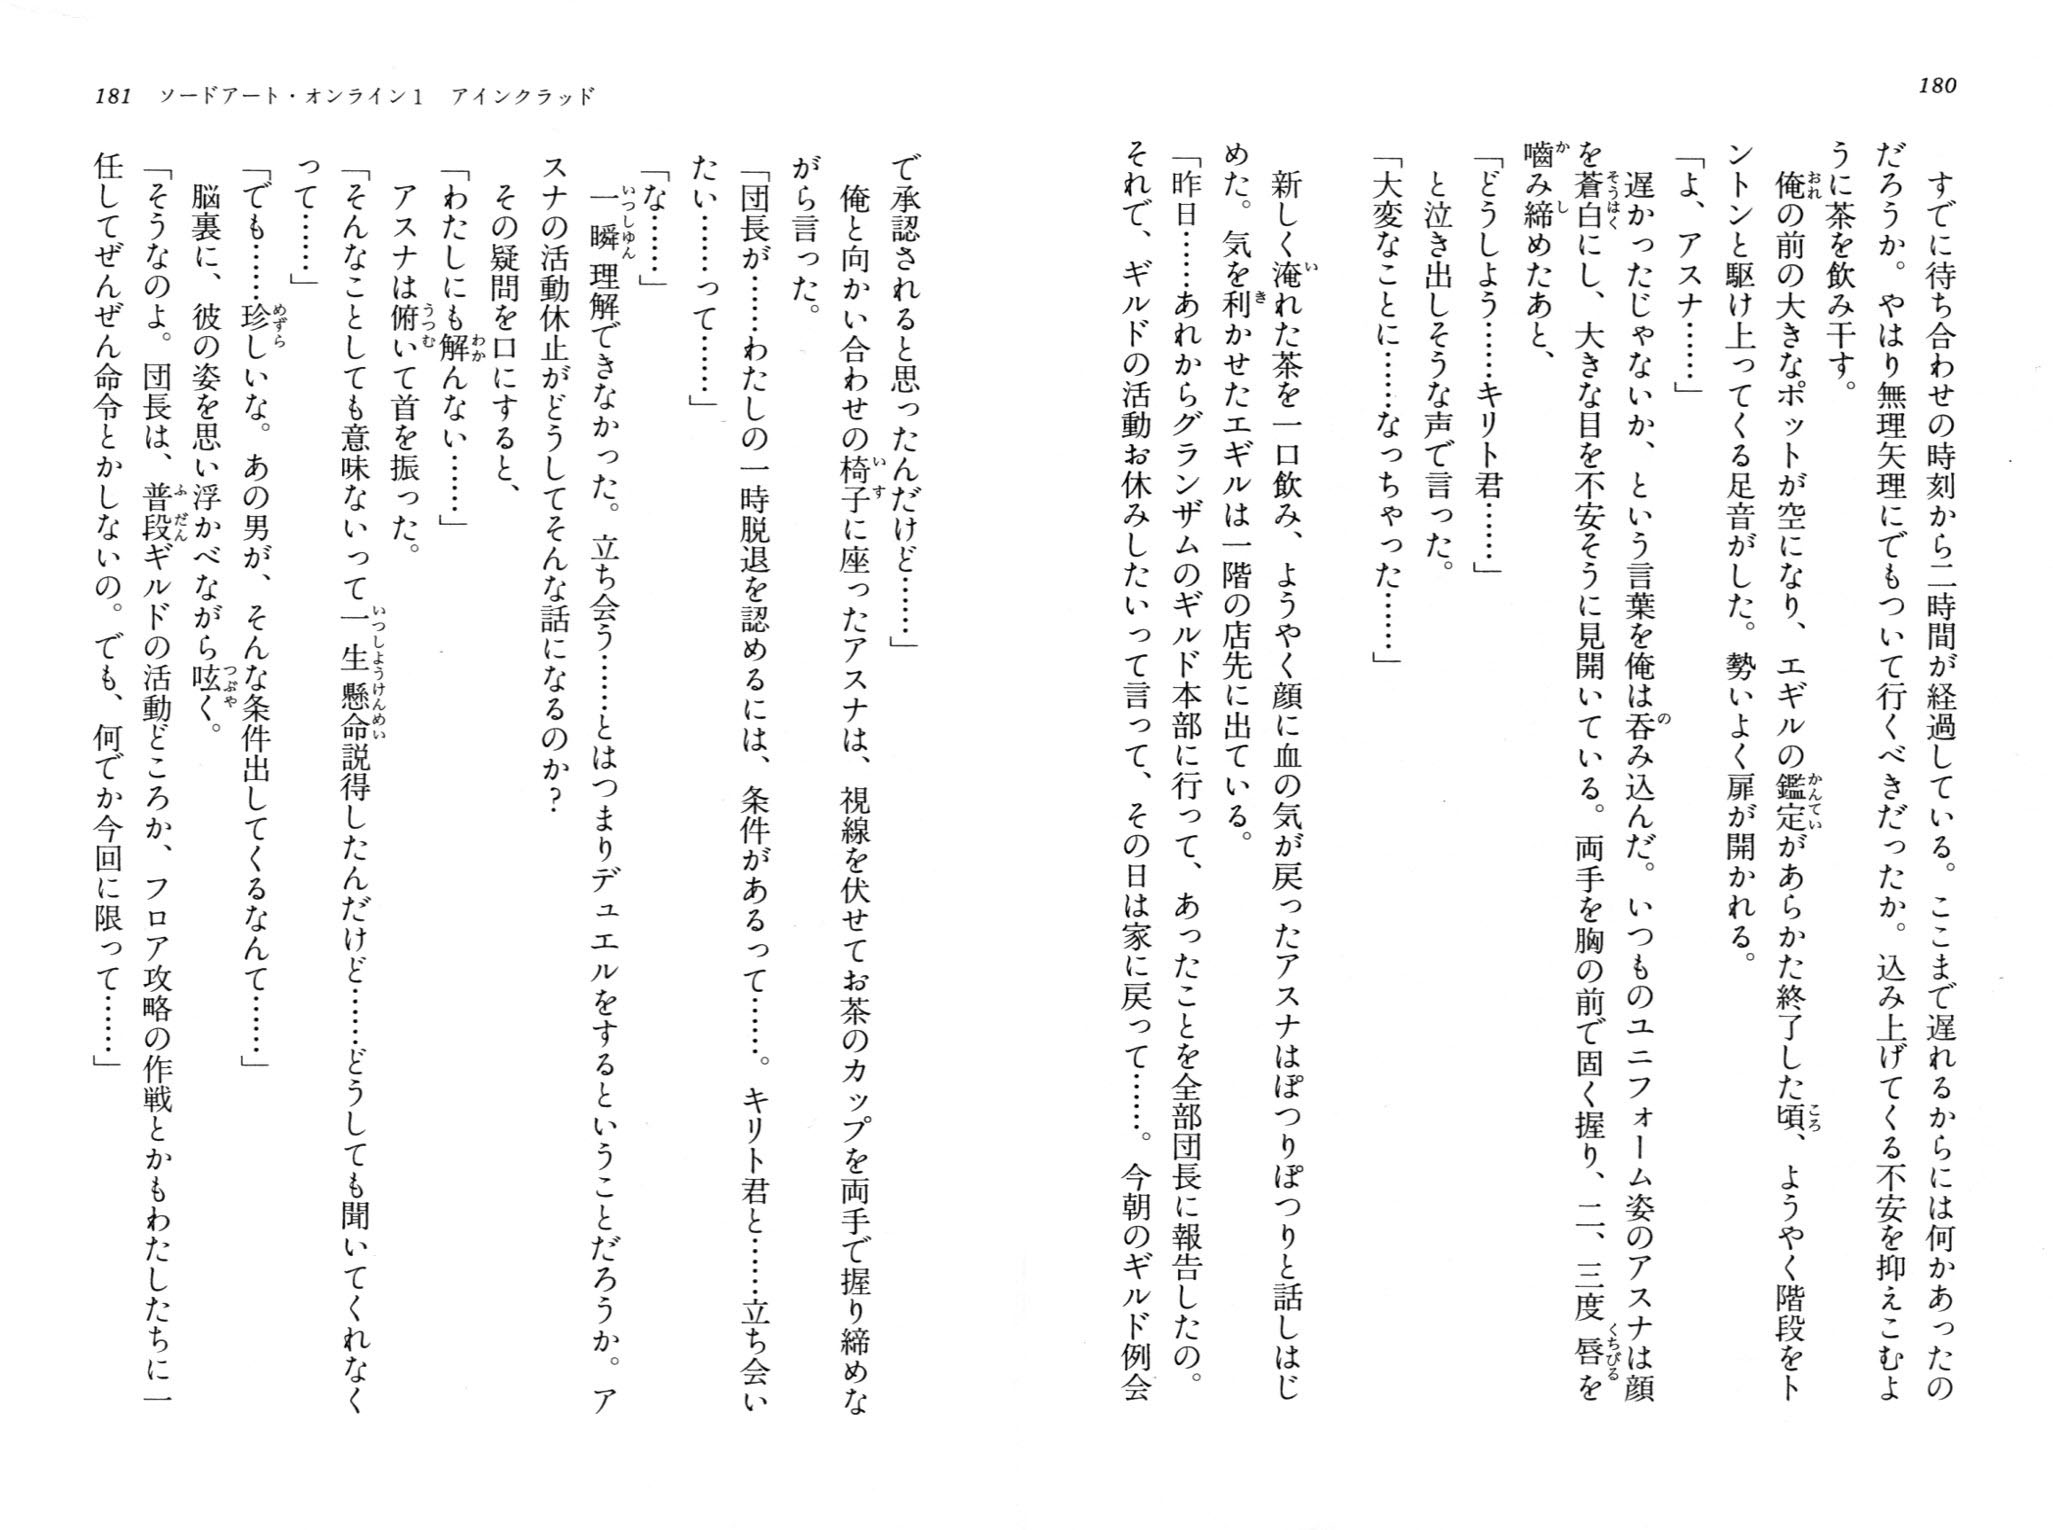 180
すでに待ち合わせの時刻から二時間が経過している。ここまで遅れるからには何かあったの
だろうか。やはり無理矢理にでもついて行くべきだったか。込み上げてくる不安を抑えこむよ
うに茶を飲み干す。
俺の前の大きなポットが空になり、エギルの鑑定があらかた終了した頃、ようやく階段をト
ントンと駆け上ってくる足音がした。勢いよく扉が開かれる。
「よ、アスナ……」
遅かったじゃないか、という言葉を俺は呑み込んだ。いつものユニフォーム姿のアスナは顔
を蒼白にし、大きな目を不安そうに見開いている。両手を胸の前で固く握り、二、三度唇を
嚙み締めたあと、
「どうしよう……キリト君……」
と泣き出しそうな声で言った。
「大変なことに……なっちゃった……」
新しく淹れた茶を一口飲み、ようやく顔に血の気が戻ったアスナはぽつりぽつりと話しはじ
めた。気を利かせたエギルは一階の店先に出ている。
「昨日……あれからグランザムのギルド本部に行って、あったことを全部団長に報告したの。
それで、ギルドの活動お休みしたいって言って、その日は家に戻って……。今朝のギルド例会
181 ソードアート・オンライン1 アインクラッド
で承認されると思ったんだけど……」
俺と向かい合わせの椅子に座ったアスナは、視線を伏せてお茶のカップを両手で握り締めな
がら言った。
「団長が……わたしの一時脱退を認めるには、条件があるって……。キリト君と……立ち会い
たい……って……」
「な……」
一瞬理解できなかった。立ち会う……とはつまりデュエルをするということだろうか。ア
スナの活動休止がどうしてそんな話になるのか?
その疑問を口にすると、
「わたしにも解んない……」
アスナは俯いて首を振った。
「そんなことしても意味ないって一生懸命説得したんだけど……どうしても聞いてくれなく
って……」
「でも……珍しいな。あの男が、そんな条件出してくるなんて……」
脳裏に、彼の姿を思い浮かべながら呟く。
「そうなのよ。団長は、普段ギルドの活動どころか、フロア攻略の作戦とかもわたしたちに一
任してぜんぜん命令とかしないの。でも、何でか今回に限って……」